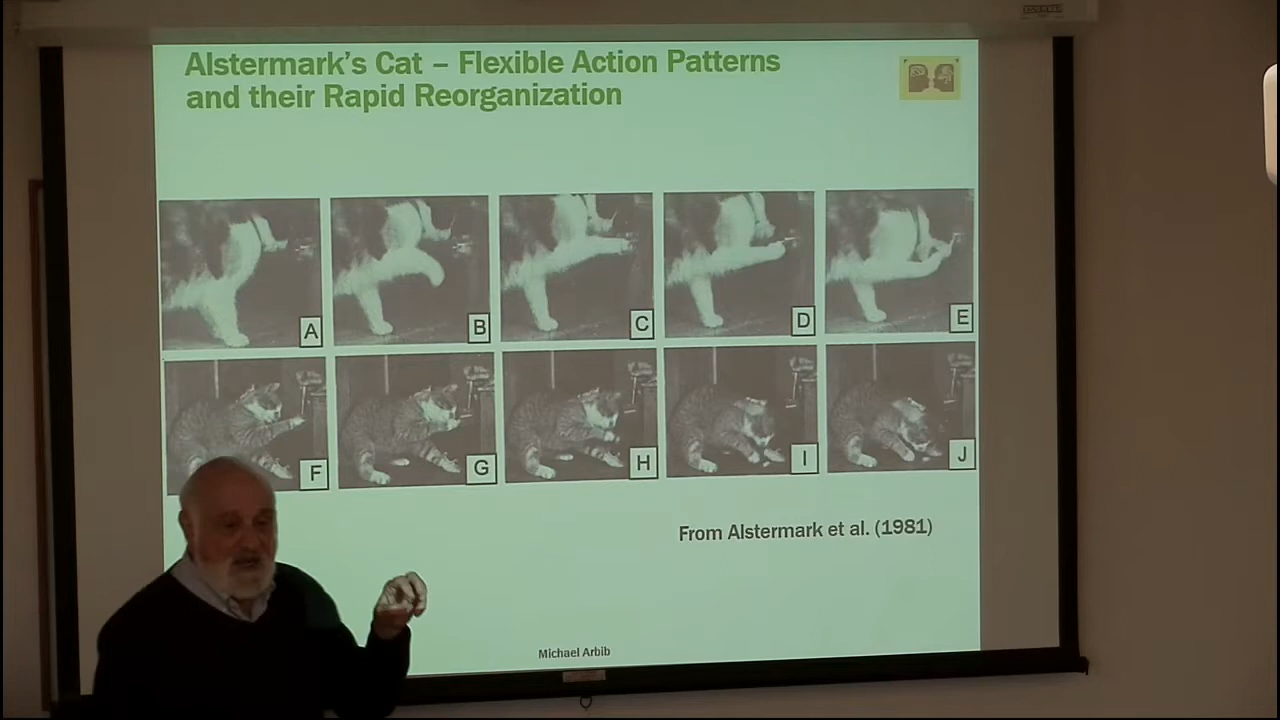 Alstermark's Cat – Flexible Action Patterns
and their Rapid Reorganization
A
B
C
D
E
F
G
H
I
J
From Alstermark et al. (1981)
Michael Arbib